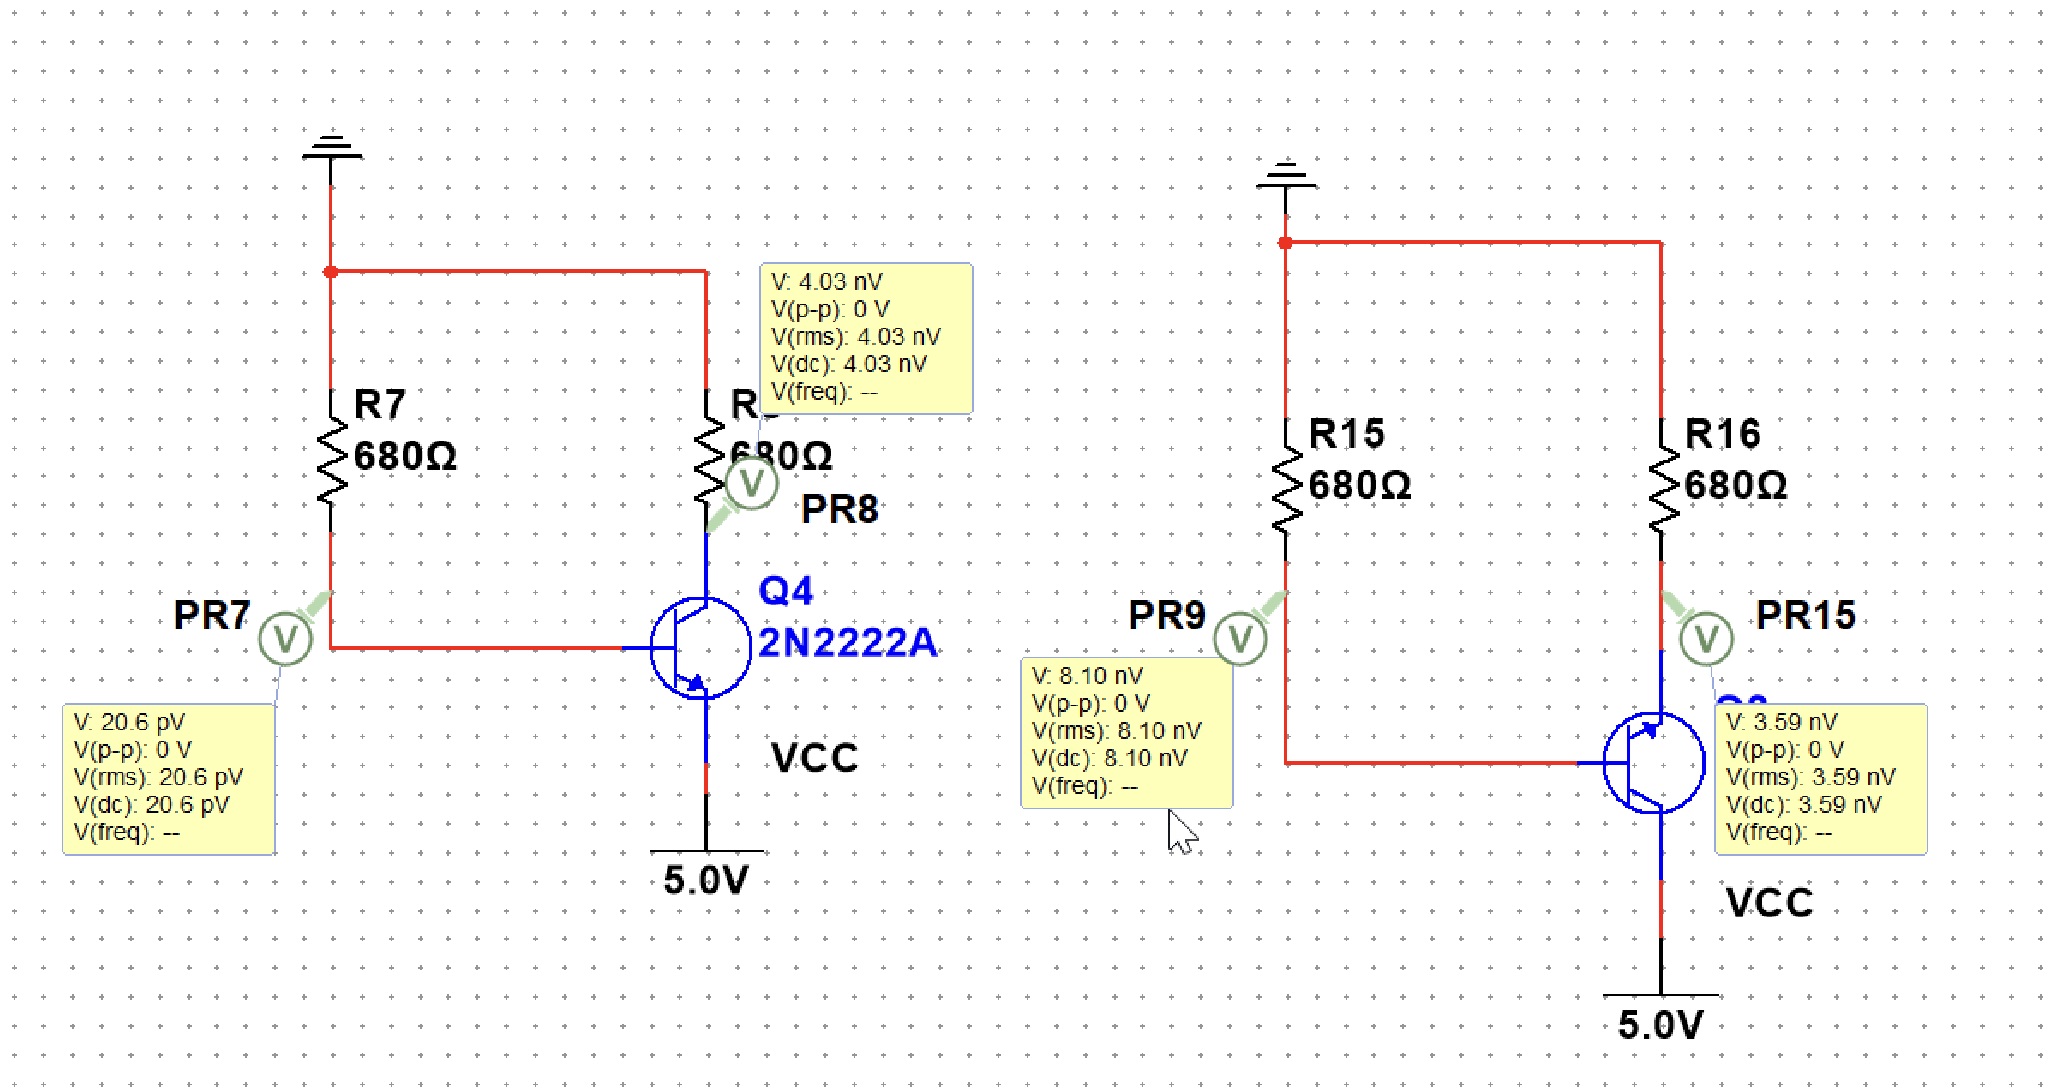 V: 4.03 nV
V(p-p): 0 V
V(rms): 4.03 nV
V(dc): 4.03 nV
V(freq): --
R7
680Ω
680Ω
PR8
R15
680Ω
R16
680Ω
PR7
V
V
Q4
2N2222A
PR9
V
V
PR15
V: 20.6 pV
V(p-p): 0 V
V(rms): 20.6 pV
V(dc): 20.6 pV
V(freq): --
VCC
5.0V
V: 8.10 nV
V(p-p): 0 V
V(rms): 8.10 nV
V(dc): 8.10 nV
V(freq): --
V: 3.59 nV
V(p-p): 0 V
V(rms): 3.59 nV
V(dc): 3.59 nV
V(freq): --
VCC
5.0V